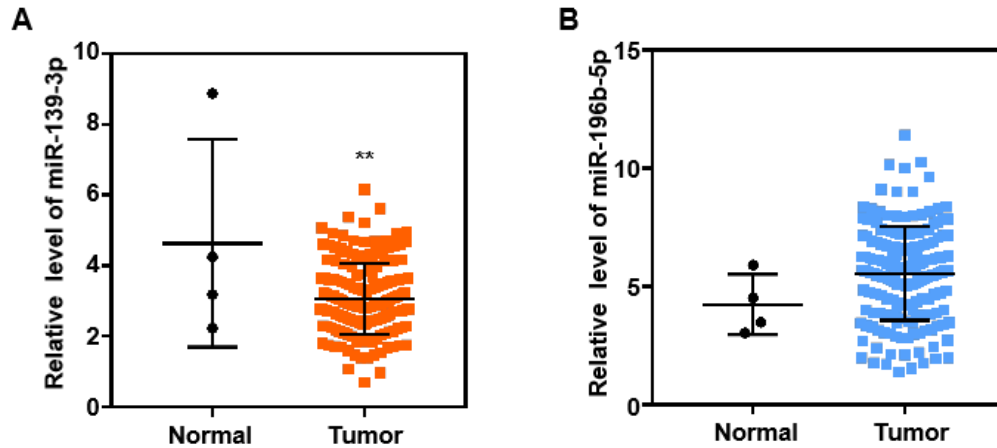 A
Relative level of miR-139-3p
10
8
6
4
2
0
**
Normal Tumor
B
Relative level of miR-196b-5p
15
10
5
0
Normal Tumor